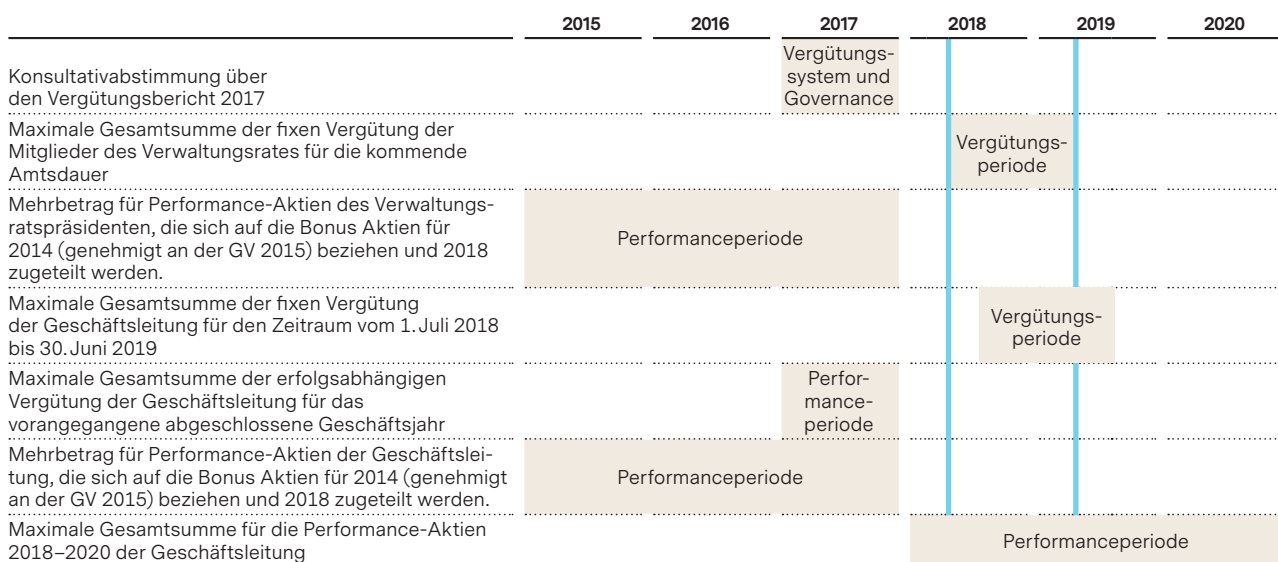 2015 2016 2017 2018 2019 2020
Konsultativabstimmung über
den Vergütungsbericht 2017
Vergütungs-
system und
Governance
Maximale Gesamtsumme der fixen Vergütung der
Mitglieder des Verwaltungsrates für die kommende
Amtsdauer
Vergütungs-
periode
Mehrbetrag für Performance-Aktien des Verwaltungs-
ratspräsidenten, die sich auf die Bonus Aktien für
2014 (genehmigt an der GV 2015) beziehen und 2018
zugeteilt werden.
Performanceperiode
Maximale Gesamtsumme der fixen Vergütung
der Geschäftsleitung für den Zeitraum vom 1. Juli 2018
bis 30. Juni 2019
Vergütungs-
periode
Maximale Gesamtsumme der erfolgsabhängigen
Vergütung der Geschäftsleitung für das
vorangegangene abgeschlossene Geschäftsjahr
Perfor-
mance-
periode
Mehrbetrag für Performance-Aktien der Geschäftslei-
tung, die sich auf die Bonus Aktien für 2014 (genehmigt
an der GV 2015) beziehen und 2018 zugeteilt werden.
Performanceperiode
Maximale Gesamtsumme für die Performance-Aktien
2018–2020 der Geschäftsleitung
Performanceperiode